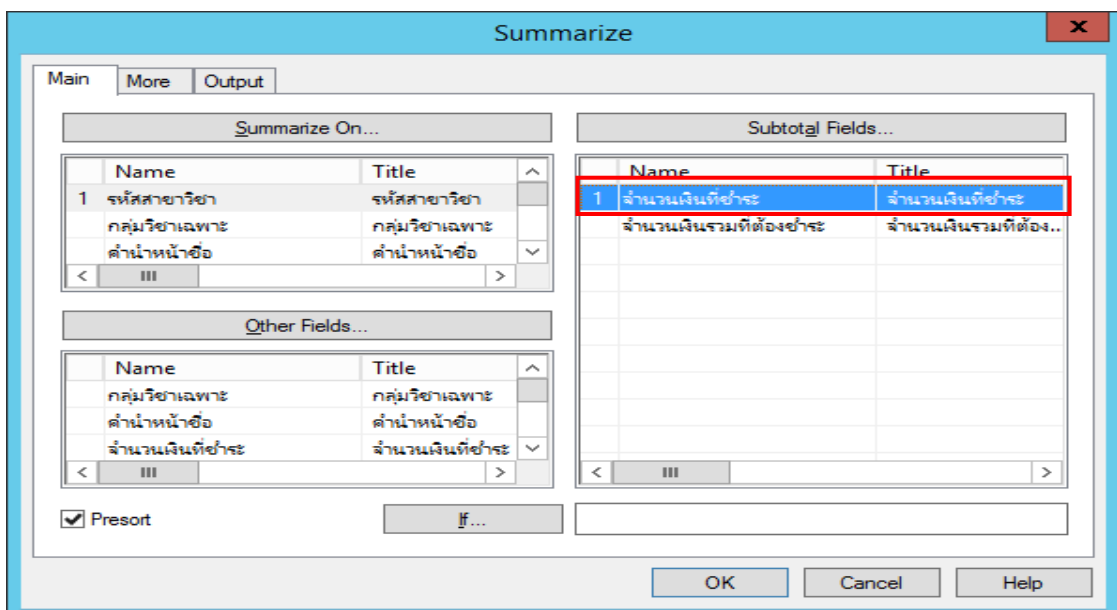 Summarize
x
Main More Output
Summarize On...
Name Title
1 รหัสสาขาวิชา รหัสสาขาวิชา
กลุ่มวิชาเฉพาะ กลุ่มวิชาเฉพาะ
คำนำหน้าชื่อ คำนำหน้าชื่อ
Other Fields...
Name Title
กลุ่มวิชาเฉพาะ กลุ่มวิชาเฉพาะ
คำนำหน้าชื่อ คำนำหน้าชื่อ
จำนวนเงินที่ชำระ จำนวนเงินที่ชำระ
Subtotal Fields...
Name Title
1 จำนวนเงินที่ชำระ จำนวนเงินที่ชำระ
จำนวนเงินรวมที่ต้องชำระ จำนวนเงินรวมที่ต้อง..
Presort
If...
OK Cancel Help